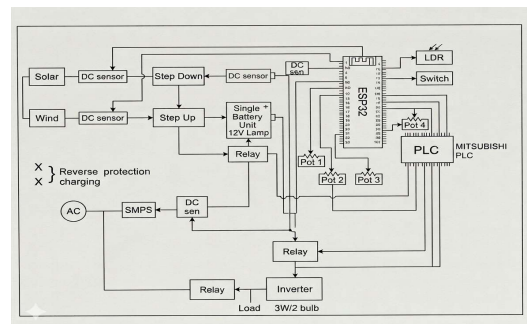 DC
sen
LDR
Solar
DC sensor
Step Down
DC sensor
Switch
ESP32
Wind
DC sensor
Step Up
Single +
Battery
Unit
12V Lamp
Pot 4
PLC
MITSUBISHI
PLC
Relay
Pot 1
Pot 2
Pot 3
X
X
Reverse protection
charging
AC
SMPS
DC
sen
Relay
Relay
Inverter
Load
3W/2 bulb